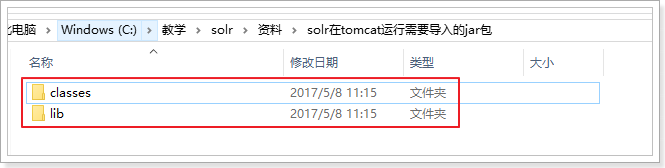 比电脑 › Windows (C:) › 教学 › solr › 资料 › solr在tomcat运行需要导入的jar包
名称 修改日期 类型 大小
classes 2017/5/8 11:15 文件夹
lib 2017/5/8 11:15 文件夹